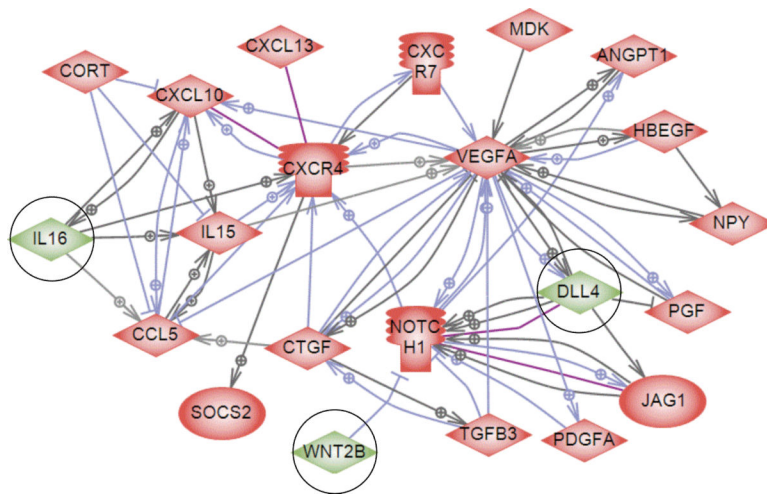 CXCL13
CXC
R7
MDK
ANGPT1
CORT
CXCL10
HBEGF
CXCR4
VEGFA
NPY
IL16
IL15
DLL4
PGF
CCL5
CTGF
NOTC
H1
JAG1
SOCS2
TGFB3
PDGFA
WNT2B